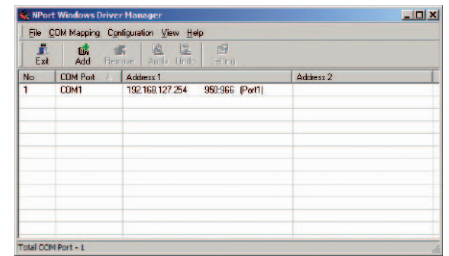 NPort Windows Driver Manager
File COM Mapping Configuration View Help
Exit Add Remove Apply Undo Setting
No COM Port Address 1 Address 2
1 COM1 192.168.127.254 950:966 (Port1)
Total COM Port - 1